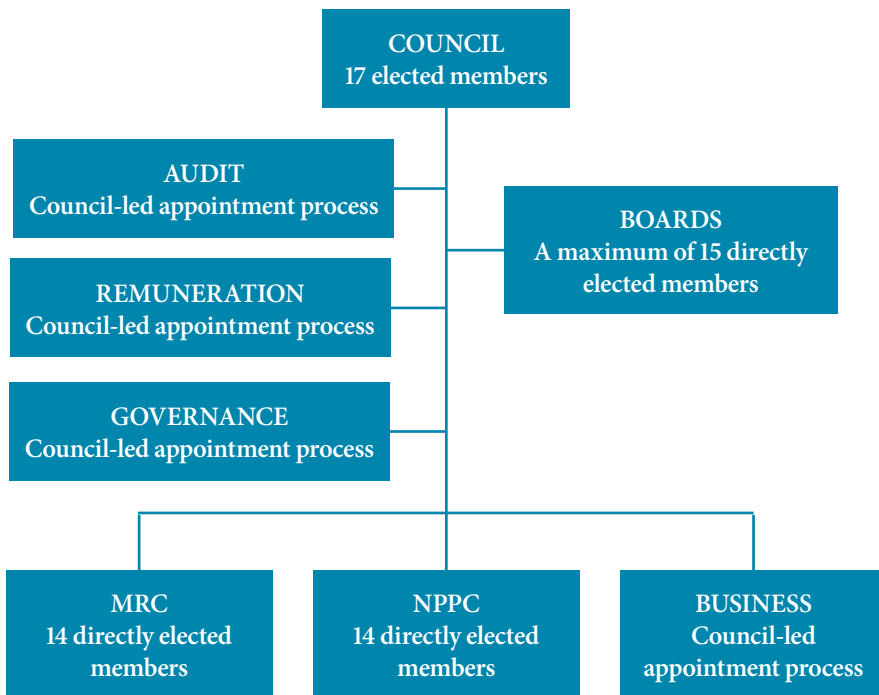 COUNCIL
17 elected members
AUDIT
Council-led appointment process
BOARDS
A maximum of 15 directly
elected members
REMUNERATION
Council-led appointment process
GOVERNANCE
Council-led appointment process
MRC
14 directly elected
members
NPPC
14 directly elected
members
BUSINESS
Council-led
appointment process